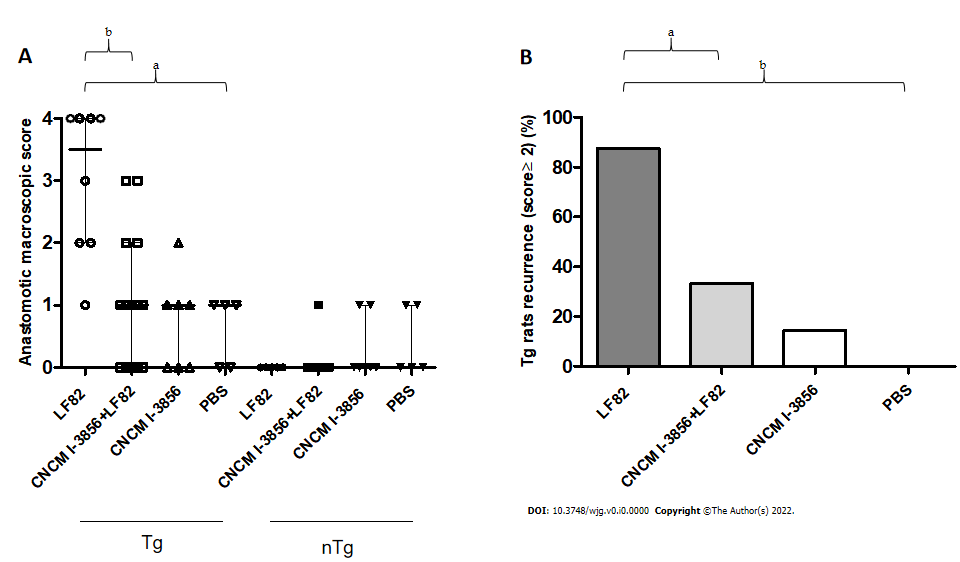 A
b
a
Anastomotic macroscopic score
4
3
2
1
0
LF82
CNCM I-3856+LF82
CNCM I-3856
PBS
LF82
CNCM I-3856+LF82
CNCM I-3856
PBS
Tg
nTg
B
a
b
Tg rats recurrence (score≥ 2) (%)
100
80
60
40
20
0
LF82
CNCM I-3856+LF82
CNCM I-3856
PBS
DOI: 10.3748/wjg.v0.i0.0000 Copyright ©The Author(s) 2022.